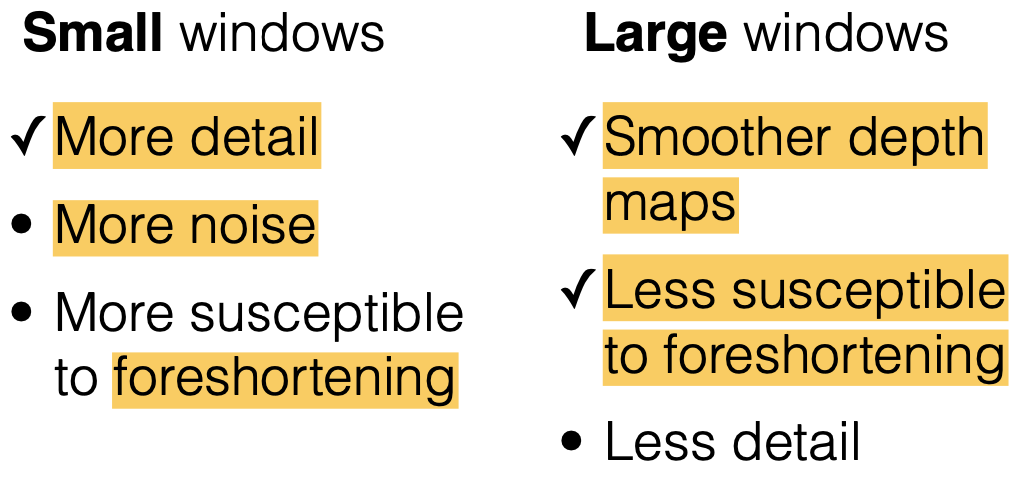 Small windows
✓ More detail
• More noise
• More susceptible
to foreshortening
Large windows
✓ Smoother depth
maps
✓ Less susceptible
to foreshortening
• Less detail